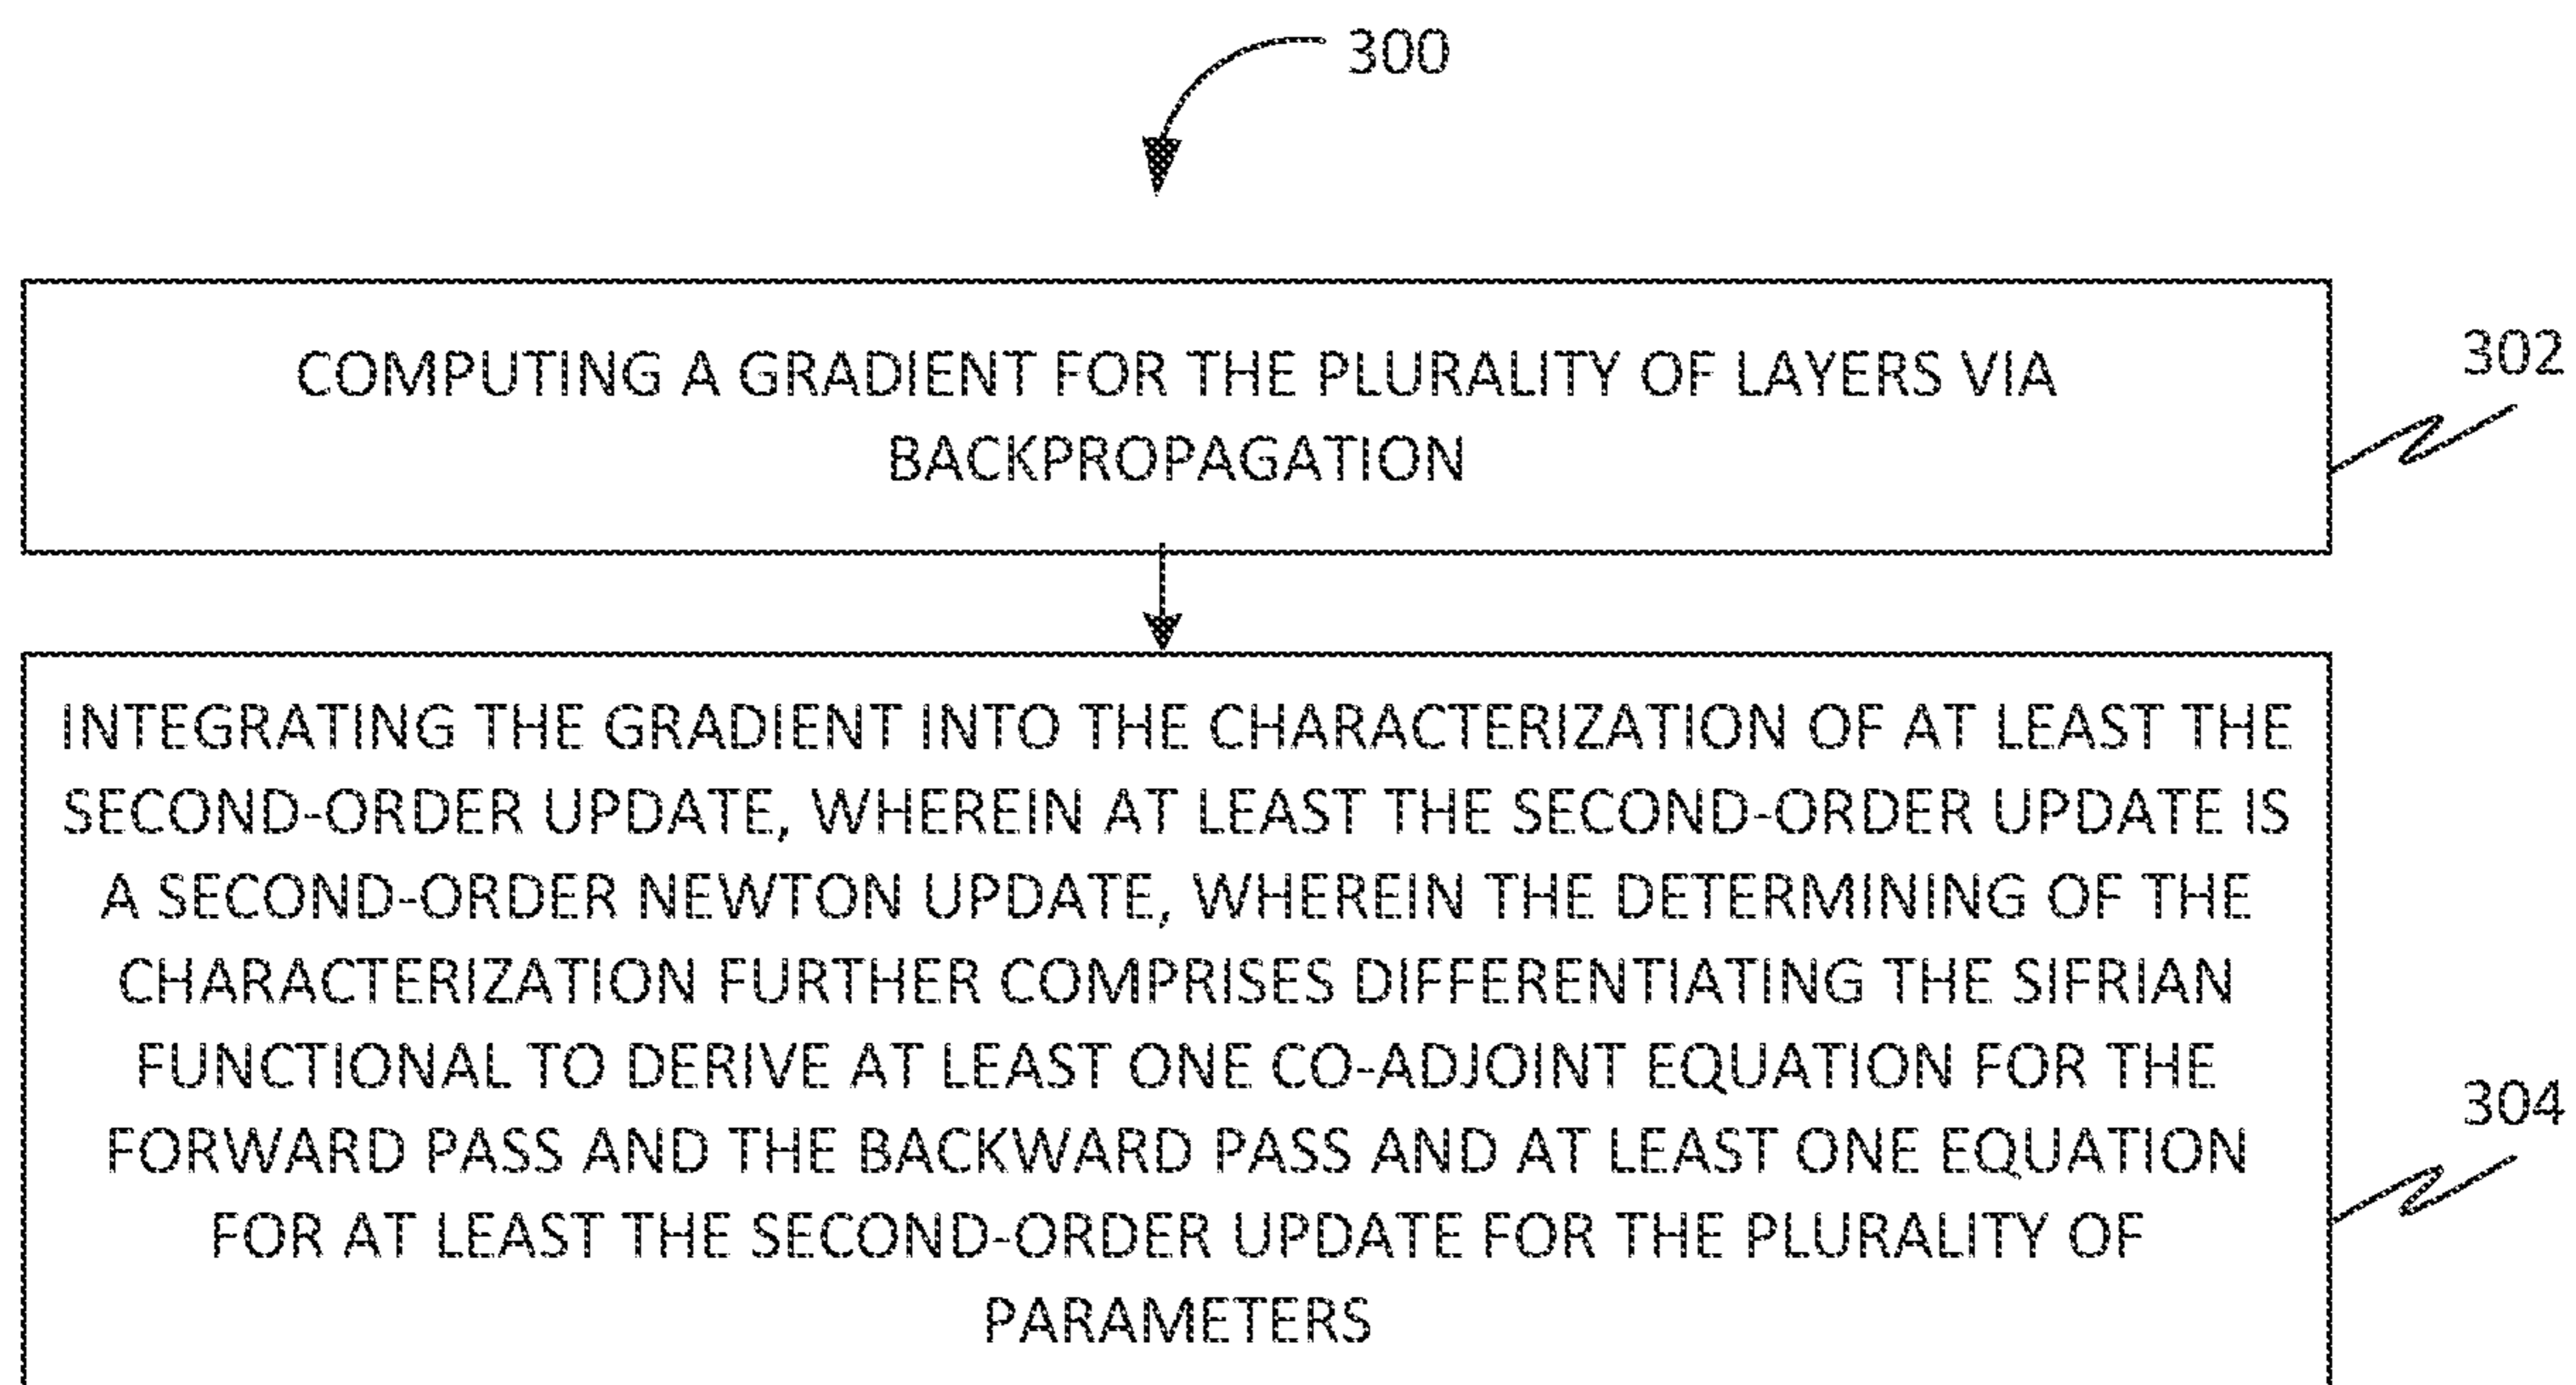 300
COMPUTING A GRADIENT FOR THE PLURALITY OF LAYERS VIA
BACKPROPAGATION
302
INTEGRATING THE GRADIENT INTO THE CHARACTERIZATION OF AT LEAST THE
SECOND-ORDER UPDATE, WHEREIN AT LEAST THE SECOND-ORDER UPDATE IS
A SECOND-ORDER NEWTON UPDATE, WHEREIN THE DETERMINING OF THE
CHARACTERIZATION FURTHER COMPRISES DIFFERENTIATING THE SIFRIAN
FUNCTIONAL TO DERIVE AT LEAST ONE CO-ADJOINT EQUATION FOR THE
FORWARD PASS AND THE BACKWARD PASS AND AT LEAST ONE EQUATION
FOR AT LEAST THE SECOND-ORDER UPDATE FOR THE PLURALITY OF
PARAMETERS
304